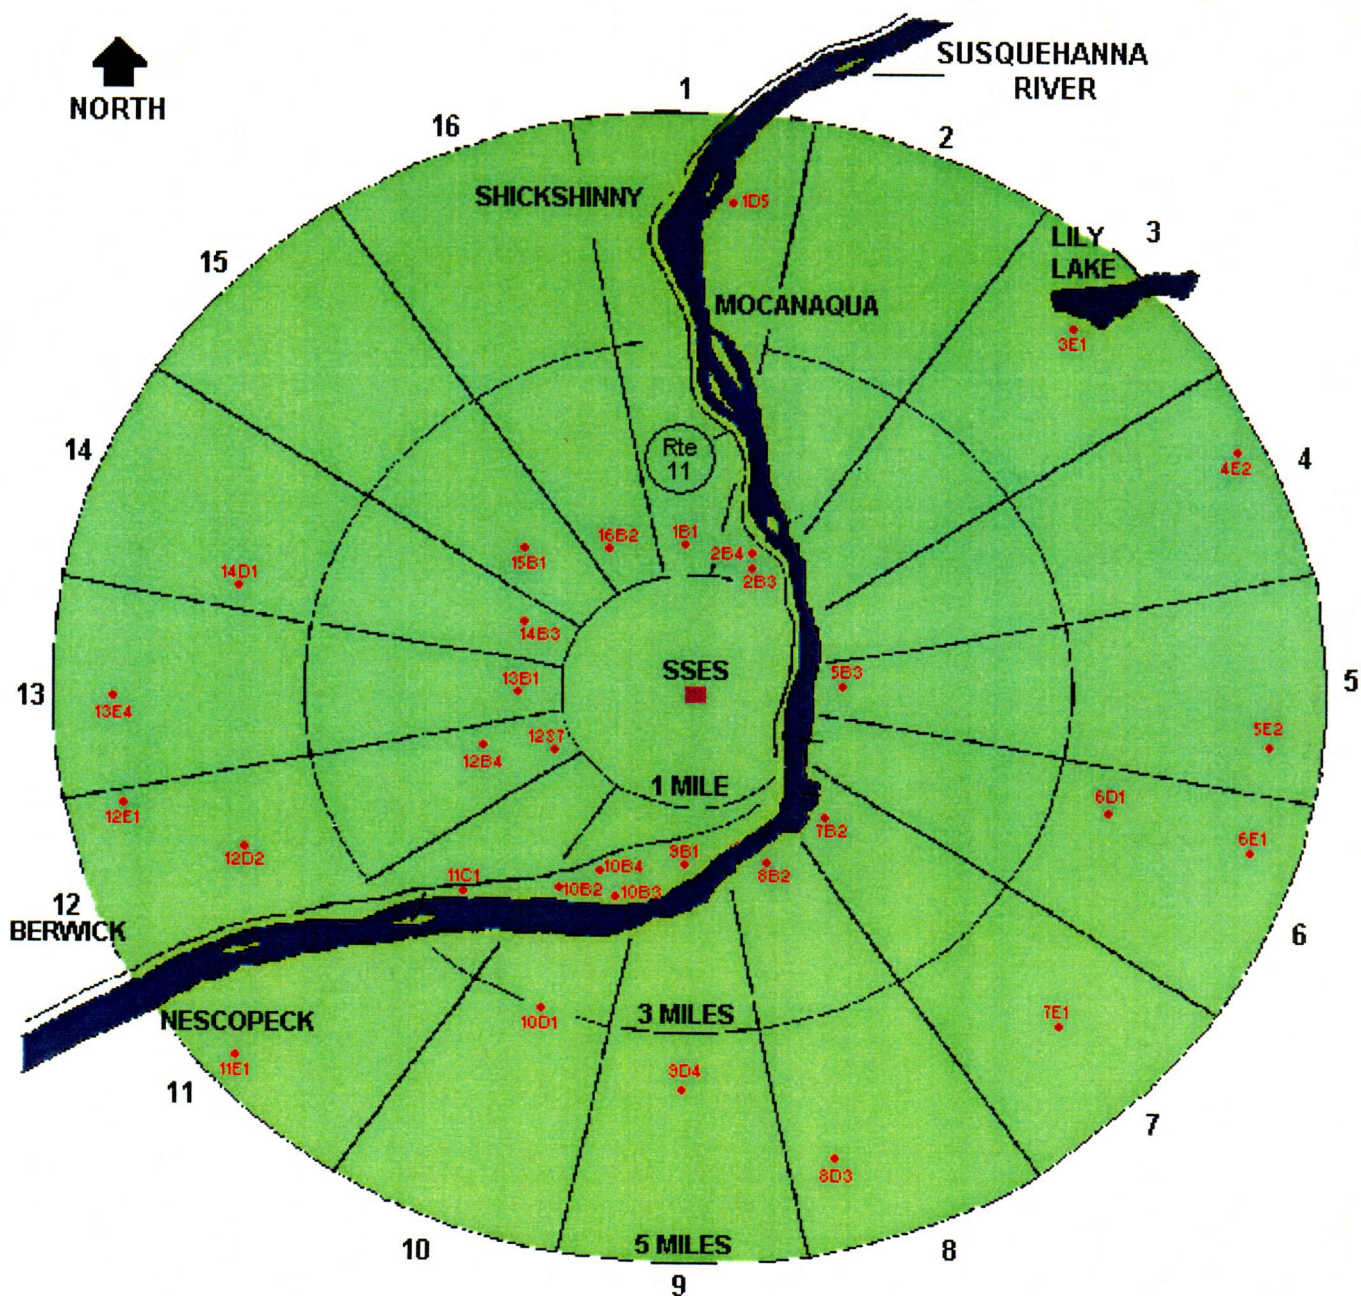 SUSQUEHANNA
RIVER
NORTH
1
16
2
SHICKSHINNY
1D5
3
LILY
LAKE
15
MOCANAQUA
3E1
14
Rte
11
4
4E2
16B2
1B1
2B4
15B1
2B3
14D1
14B3
SSES
13
13B1
5B3
5
13E4
12S7
5E2
12B4
1 MILE
6D1
12E1
7B2
6E1
12D2
9B1
10B4
8B2
11C1
10B2
10B3
12
BERWICK
6
NESCOPECK
3 MILES
10D1
7E1
11E1
9D4
11
7
8D3
5 MILES
10
8
9